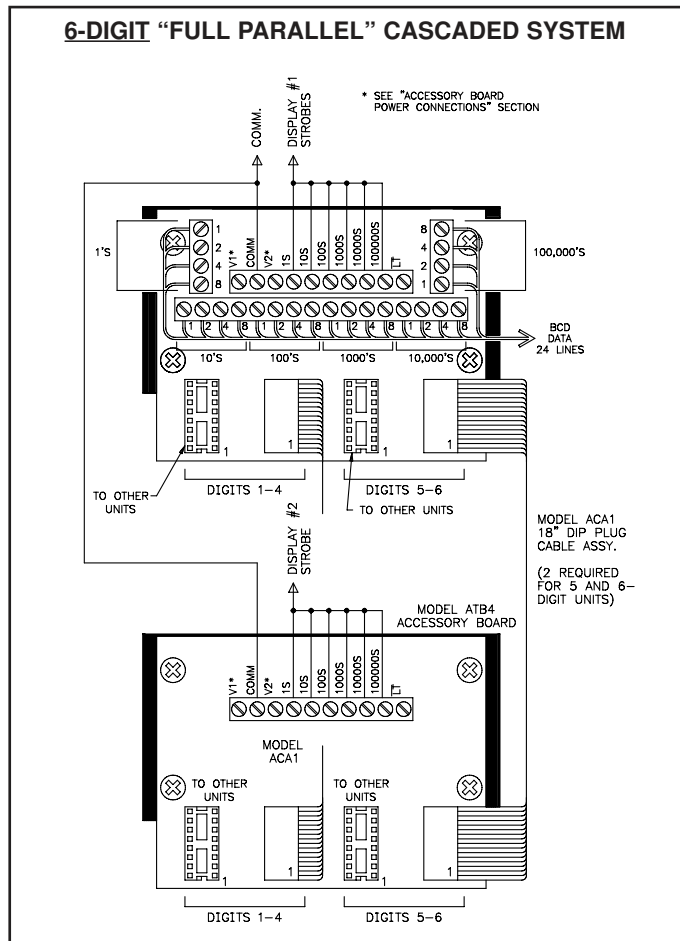 6-DIGIT “FULL PARALLEL” CASCADED SYSTEM
COMM.
DISPLAY #1
STROBES
* SEE "ACCESSORY BOARD
POWER CONNECTIONS" SECTION
1'S
1
2
4
8
V1*
COMM
V2*
1S
10S
100S
1000S
10000S
100000S
LT
8
4
2
1
100,000'S
1 2 4 8 1 2 4 8 1 2 4 8 1 2 4 8
10'S 100'S 1000'S 10,000'S
BCD
DATA
24 LINES
1 1 1 1
TO OTHER
UNITS
DIGITS 1-4
DIGITS 5-6
TO OTHER UNITS
MODEL ACA1
18" DIP PLUG
CABLE ASSY.
(2 REQUIRED
FOR 5 AND 6-
DIGIT UNITS)
DISPLAY #2
STROBE
MODEL ATB4
ACCESSORY BOARD
V1*
COMM
V2*
1S
10S
100S
1000S
10000S
100000S
LT
MODEL
ACA1
TO OTHER
UNITS
TO OTHER
UNITS
1 1 1 1
DIGITS 1-4
DIGITS 5-6